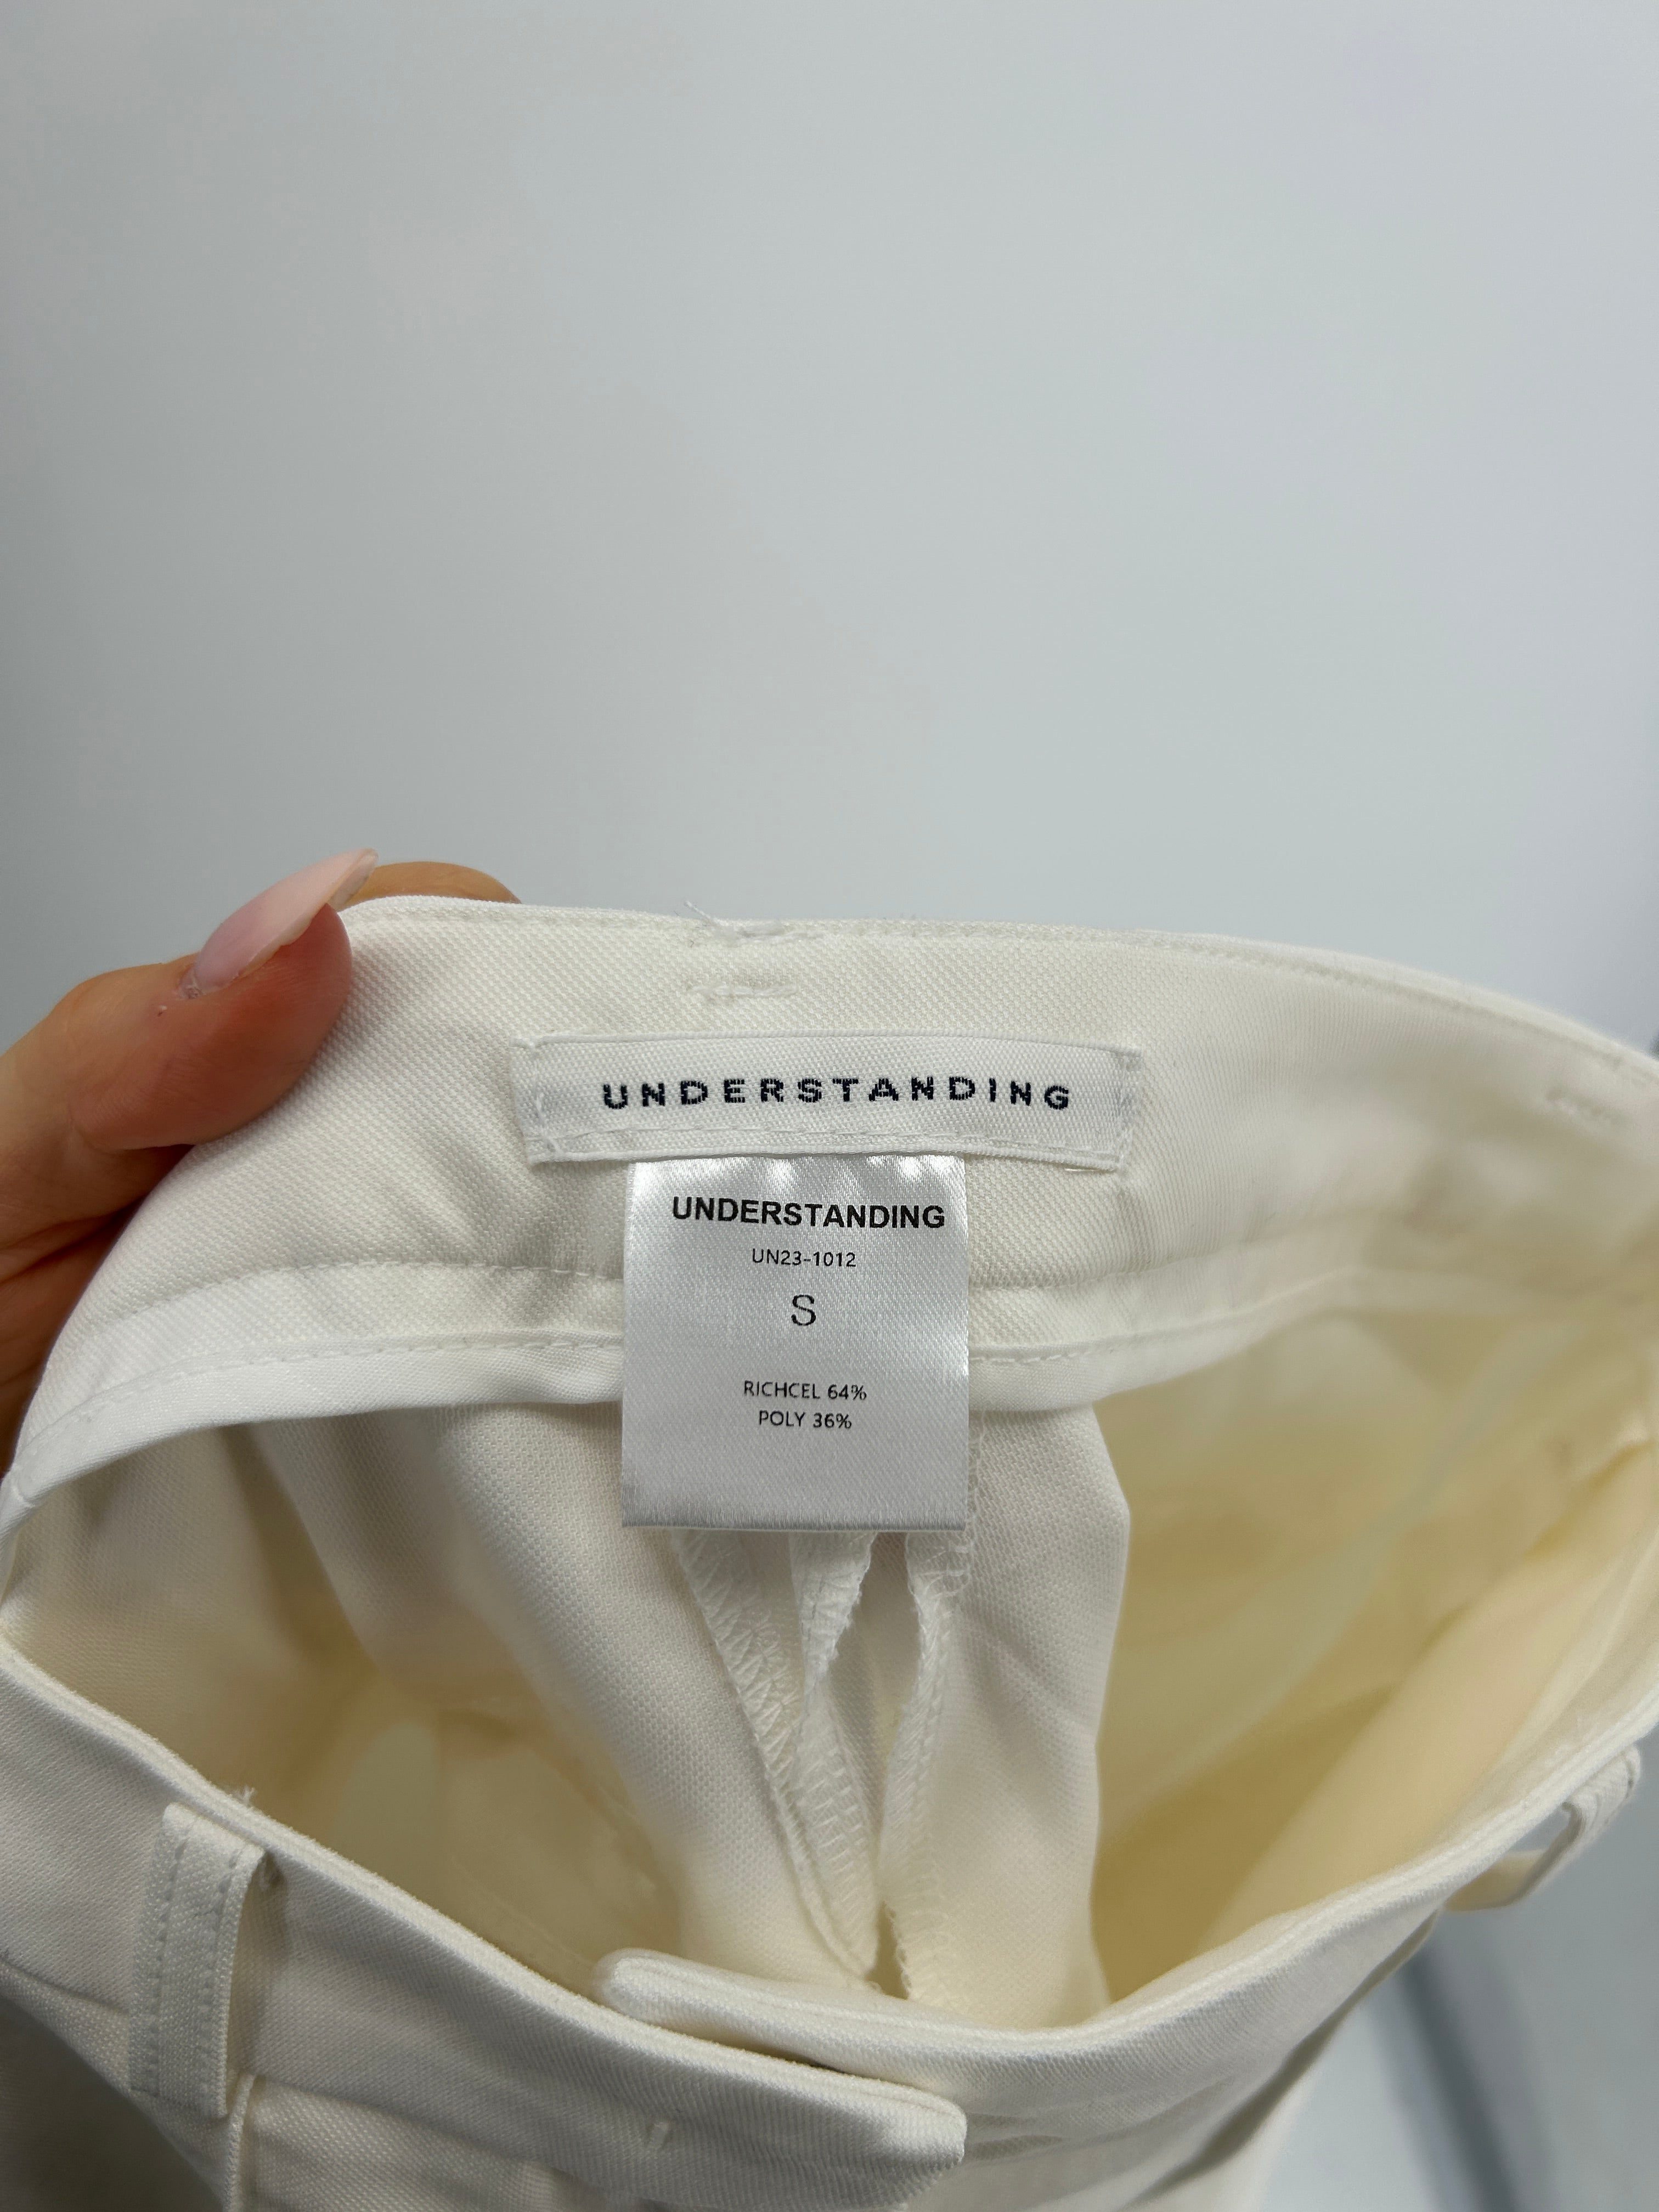 UNDERSTANDING
UNDERSTANDING
UN23-1012
S
RICHCEL 64%
POLY 36%